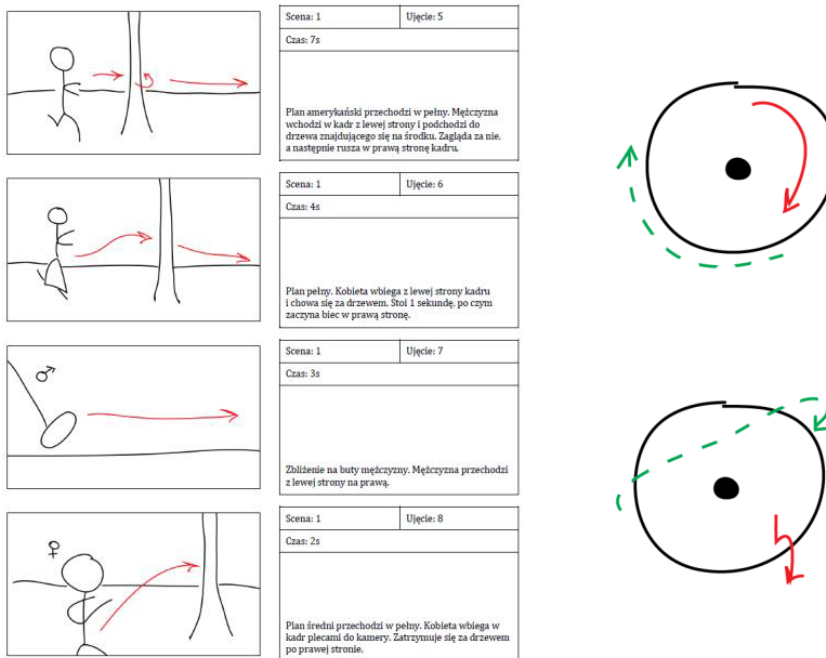 Scena: 1
Ujęcie: 5
Czas: 7s
Plan amerykański przechodzi w pełny. Mężczyzna
wchodzi w kadr z lewej strony i podchodzi do
drzewa znajdującego się na środku. Zagląda za nie,
a następnie rusza w prawą stronę kadru.
Scena: 1
Ujęcie: 6
Czas: 4s
Plan pełny. Kobieta wbiega z lewej strony kadru
i chowa się za drzewem. Stoi 1 sekundę, po czym
zaczyna biec w prawą stronę.
Scena: 1
Ujęcie: 7
Czas: 3s
Zbliżenie na buty mężczyzny. Mężczyzna przechodzi
z lewej strony na prawą.
Scena: 1
Ujęcie: 8
Czas: 2s
Plan średni przechodzi w pełny. Kobieta wbiega w
kadr plecami do kamery. Zatrzymuje się za drzewem
po prawej stronie.